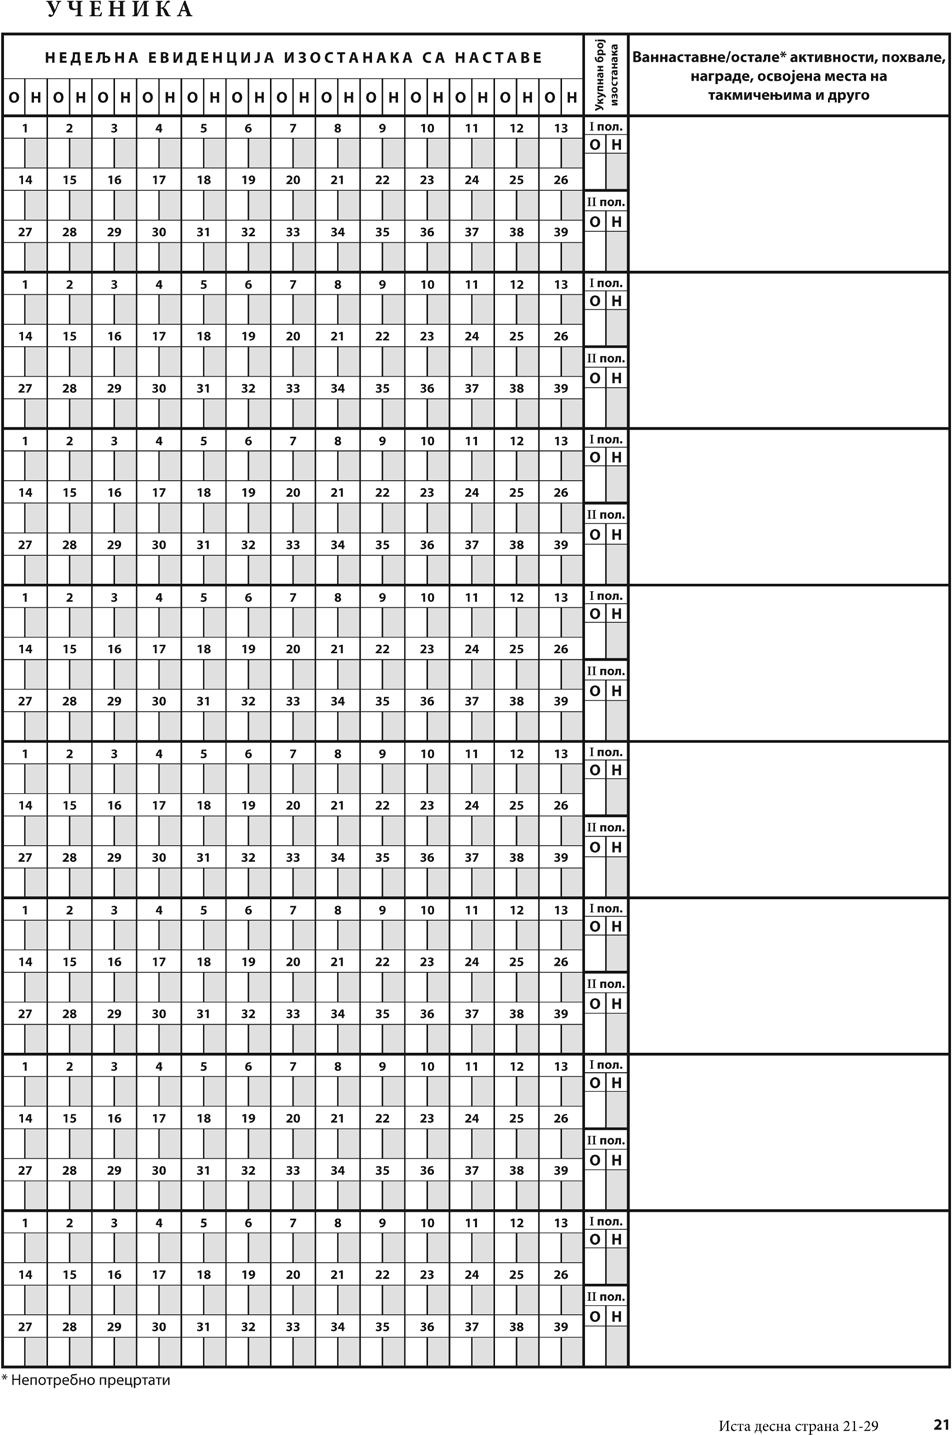 УЧЕНИКА
НЕДЕЉНА ЕВИДЕНЦИЈА ИЗОСТАНАКА СА НАСТАВЕ
Укупнан број
изостанака
Ваннаставне/остале* активности, похвале,
награде, освојена места на
такмичењима и друго
О Н О Н О Н О Н О Н О Н О Н О Н О Н О Н О Н О Н О Н
1 2 3 4 5 6 7 8 9 10 11 12 13 I пол.
О Н
14 15 16 17 18 19 20 21 22 23 24 25 26
II пол.
О Н
27 28 29 30 31 32 33 34 35 36 37 38 39
1 2 3 4 5 6 7 8 9 10 11 12 13 I пол.
О Н
14 15 16 17 18 19 20 21 22 23 24 25 26
II пол.
О Н
27 28 29 30 31 32 33 34 35 36 37 38 39
1 2 3 4 5 6 7 8 9 10 11 12 13 I пол.
О Н
14 15 16 17 18 19 20 21 22 23 24 25 26
II пол.
О Н
27 28 29 30 31 32 33 34 35 36 37 38 39
1 2 3 4 5 6 7 8 9 10 11 12 13 I пол.
О Н
14 15 16 17 18 19 20 21 22 23 24 25 26
II пол.
О Н
27 28 29 30 31 32 33 34 35 36 37 38 39
1 2 3 4 5 6 7 8 9 10 11 12 13 I пол.
О Н
14 15 16 17 18 19 20 21 22 23 24 25 26
II пол.
О Н
27 28 29 30 31 32 33 34 35 36 37 38 39
1 2 3 4 5 6 7 8 9 10 11 12 13 I пол.
О Н
14 15 16 17 18 19 20 21 22 23 24 25 26
II пол.
О Н
27 28 29 30 31 32 33 34 35 36 37 38 39
1 2 3 4 5 6 7 8 9 10 11 12 13 I пол.
О Н
14 15 16 17 18 19 20 21 22 23 24 25 26
II пол.
О Н
27 28 29 30 31 32 33 34 35 36 37 38 39
1 2 3 4 5 6 7 8 9 10 11 12 13 I пол.
О Н
14 15 16 17 18 19 20 21 22 23 24 25 26
II пол.
О Н
27 28 29 30 31 32 33 34 35 36 37 38 39
* Непотребно прецртати
Иста десна страна 21-29 21